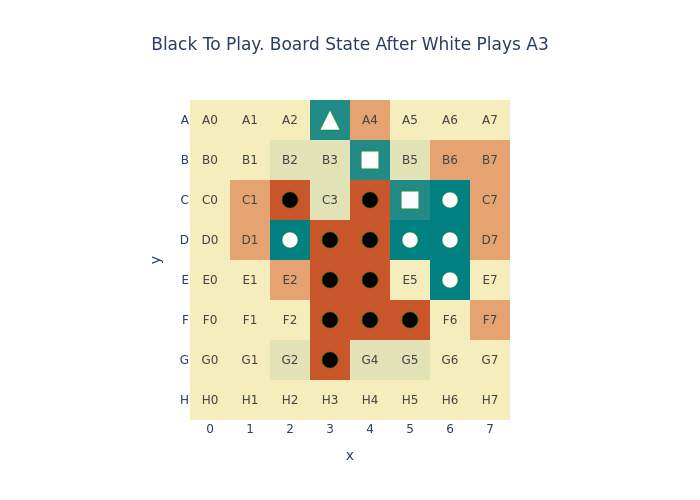 Black To Play. Board State After White Plays A3
A A0 A1 A2 A4 A5 A6 A7
B B0 B1 B2 B3 B5 B6 B7
C C0 C1 C3 C7
D D0 D1 D7
E E0 E1 E2 E5 E7
F F0 F1 F2 F6 F7
G G0 G1 G2 G4 G5 G6 G7
H H0 H1 H2 H3 H4 H5 H6 H7
0 1 2 3 4 5 6 7
x
y